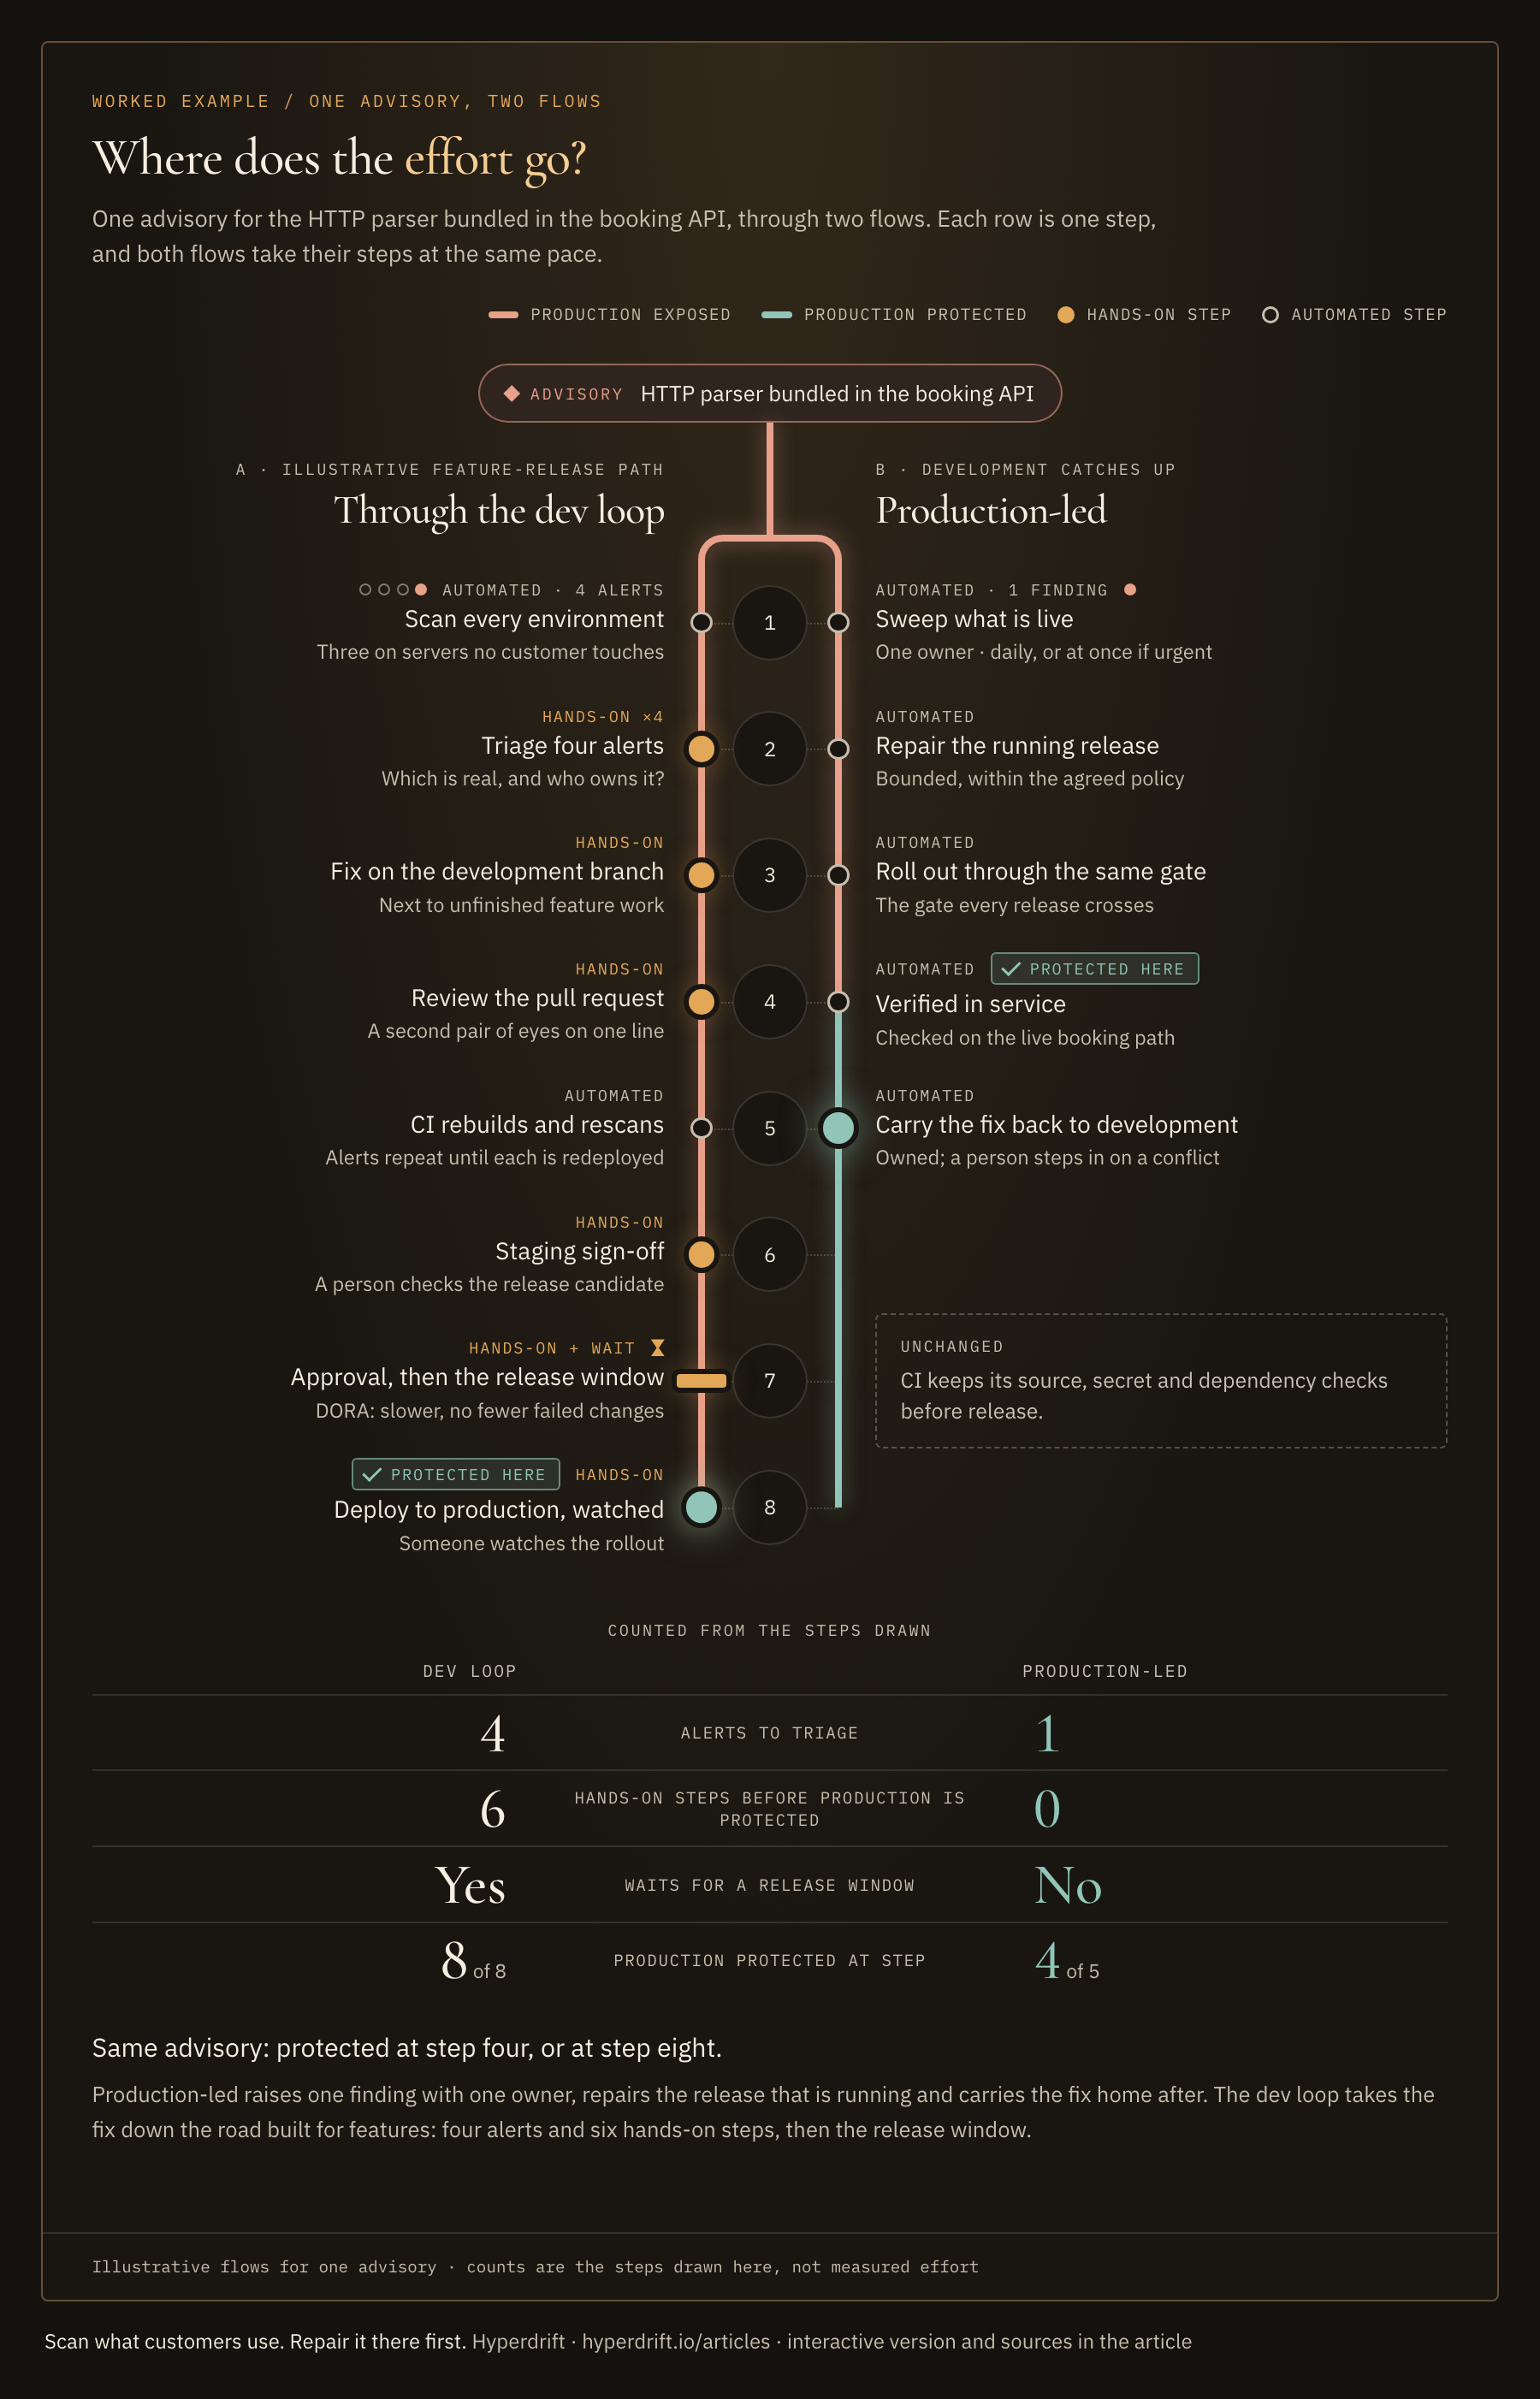 WORKED EXAMPLE / ONE ADVISORY, TWO FLOWS
Where does the effort go?
One advisory for the HTTP parser bundled in the booking API, through two flows. Each row is one step,
and both flows take their steps at the same pace.
PRODUCTION EXPOSED PRODUCTION PROTECTED HANDS-ON STEP AUTOMATED STEP
ADVISORY HTTP parser bundled in the booking API
A · ILLUSTRATIVE FEATURE-RELEASE PATH
Through the dev loop
B · DEVELOPMENT CATCHES UP
Production-led
AUTOMATED · 4 ALERTS
Scan every environment
Three on servers no customer touches
1
AUTOMATED · 1 FINDING
Sweep what is live
One owner · daily, or at once if urgent
HANDS-ON ×4
Triage four alerts
Which is real, and who owns it?
2
AUTOMATED
Repair the running release
Bounded, within the agreed policy
HANDS-ON
Fix on the development branch
Next to unfinished feature work
3
AUTOMATED
Roll out through the same gate
The gate every release crosses
HANDS-ON
Review the pull request
A second pair of eyes on one line
4
AUTOMATED PROTECTED HERE
Verified in service
Checked on the live booking path
AUTOMATED
CI rebuilds and rescans
Alerts repeat until each is redeployed
5
AUTOMATED
Carry the fix back to development
Owned; a person steps in on a conflict
HANDS-ON
Staging sign-off
A person checks the release candidate
6
HANDS-ON + WAIT
Approval, then the release window
DORA: slower, no fewer failed changes
7
UNCHANGED
CI keeps its source, secret and dependency checks
before release.
PROTECTED HERE HANDS-ON
Deploy to production, watched
Someone watches the rollout
8
COUNTED FROM THE STEPS DRAWN
DEV LOOP PRODUCTION-LED
4 ALERTS TO TRIAGE 1
6 HANDS-ON STEPS BEFORE PRODUCTION IS
PROTECTED 0
Yes WAITS FOR A RELEASE WINDOW No
8 of 8 PRODUCTION PROTECTED AT STEP 4 of 5
Same advisory: protected at step four, or at step eight.
Production-led raises one finding with one owner, repairs the release that is running and carries the fix home after. The dev loop takes the
fix down the road built for features: four alerts and six hands-on steps, then the release window.
Illustrative flows for one advisory · counts are the steps drawn here, not measured effort
Scan what customers use. Repair it there first. Hyperdrift · hyperdrift.io/articles · interactive version and sources in the article